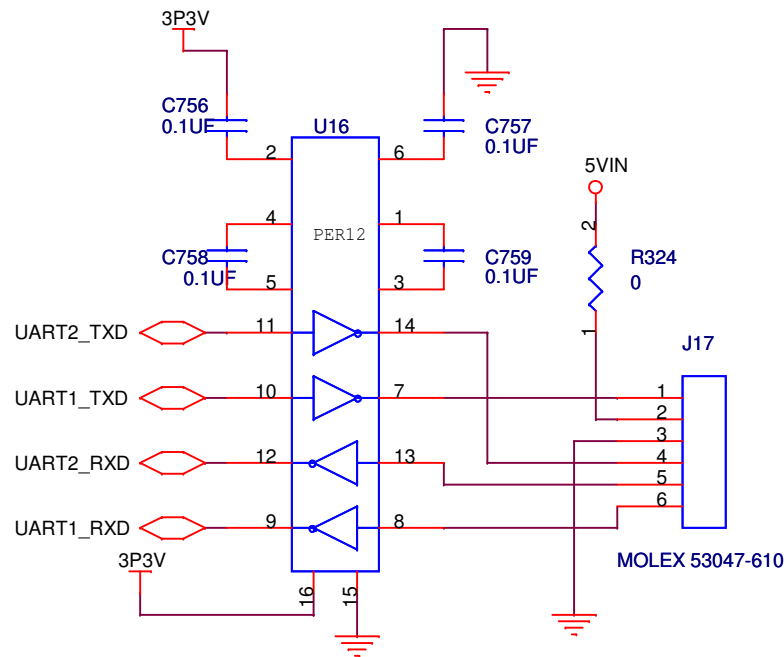 3P3V
C756
0.1UF
U16
C757
0.1UF
2
6
5VIN
4
1
PER12
2
C758
0.1UF
C759
0.1UF
R324
0
5
3
UART2_TXD
11
14
1
J17
UART1_TXD
10
7
1
2
3
UART2_RXD
12
13
4
5
6
UART1_RXD
9
8
3P3V
MOLEX 53047-610
16
15